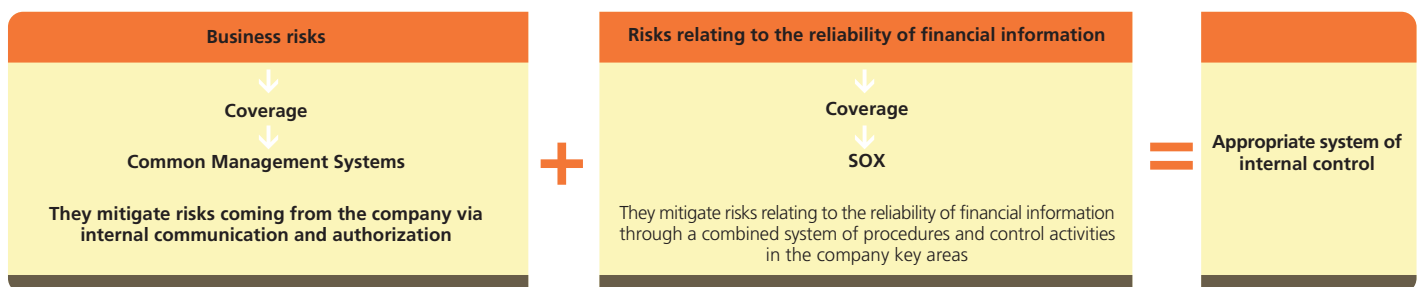 Business risks
Coverage
Common Management Systems
They mitigate risks coming from the company via
internal communication and authorization
+
Risks relating to the reliability of financial information
Coverage
SOX
They mitigate risks relating to the reliability of financial information
through a combined system of procedures and control activities
in the company key areas
=
Appropriate system of
internal control